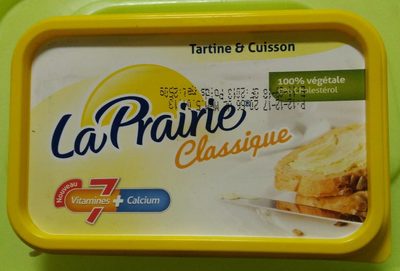 Tartine & Cuisson
100% végétale
La Prairie
Classique
Nouveau
7
Vitamines + Calcium